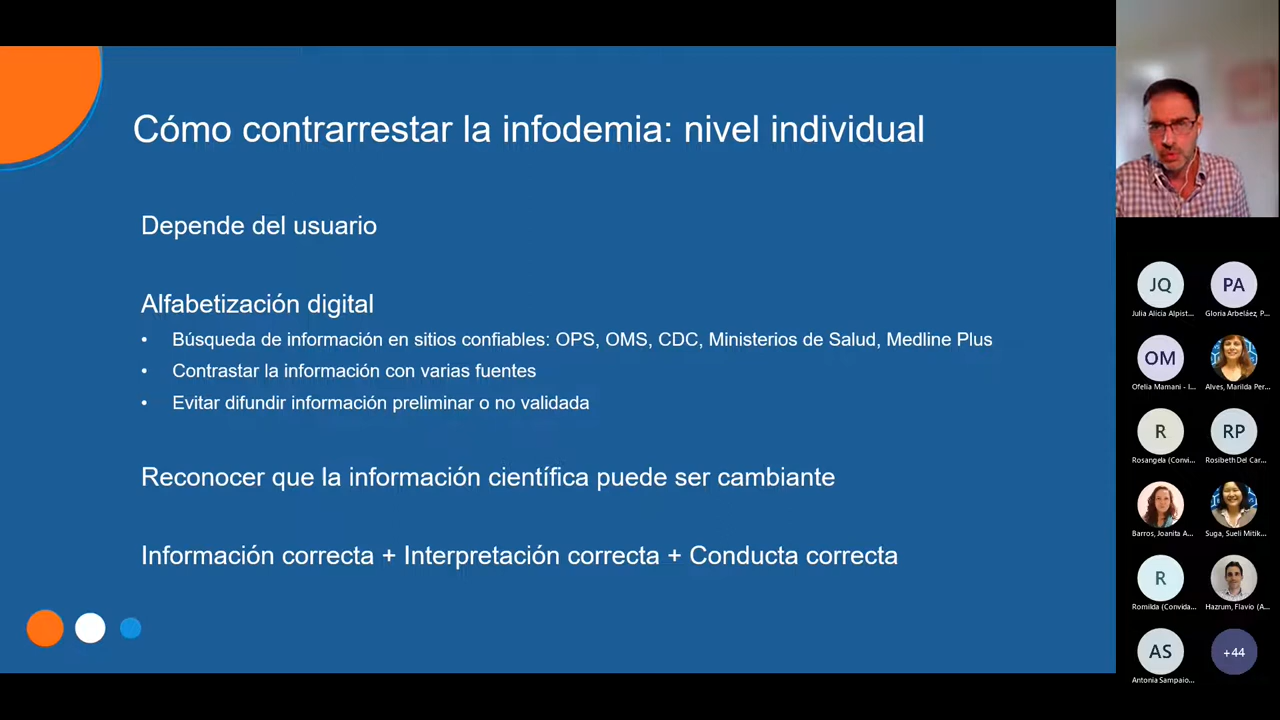 Cómo contrarrestar la infodemia: nivel individual
Depende del usuario
Alfabetización digital
• Búsqueda de información en sitios confiables: OPS, OMS, CDC, Ministerios de Salud, Medline Plus
• Contrastar la información con varias fuentes
• Evitar difundir información preliminar o no validada
Reconocer que la información científica puede ser cambiante
Información correcta + Interpretación correcta + Conducta correcta
JQ
PA
Julia Alicia Alpist...
Gloria Arbeláez, P...
OM
Ofelia Mamani - I...
Alves, Marilda Per...
R
RP
Rosangela (Convi...
Rosibeth Del Car...
Barros, Joanita A...
Suga, Sueli Mitik...
R
Romilda (Convida...
Hazrum, Flavio (A...
AS
+44
Antonia Sampaio...